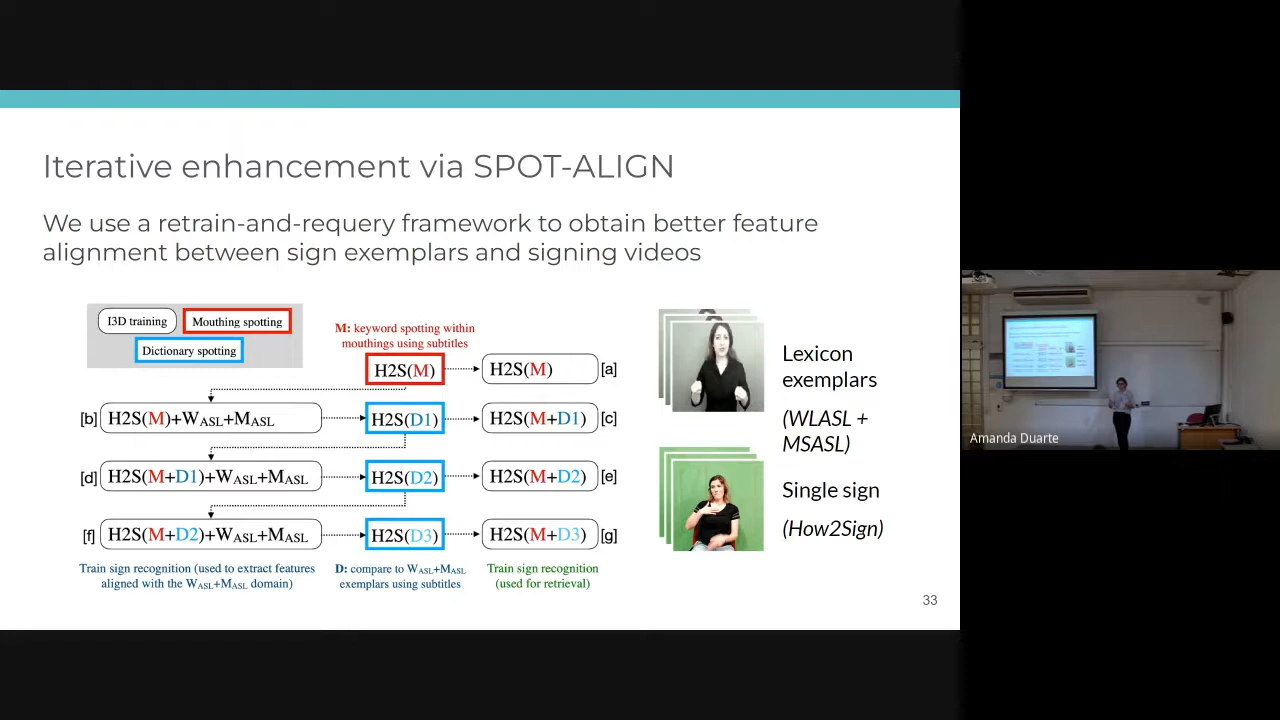 Iterative enhancement via SPOT-ALIGN
We use a retrain-and-requery framework to obtain better feature
alignment between sign exemplars and signing videos
I3D training
Mouthing spotting
Dictionary spotting
M: keyword spotting within
mouthings using subtitles
H2S(M)
H2S(M)
[a]
[b]
H2S(M)+WASL+MASL
H2S(D1)
H2S(M+D1)
[c]
[d]
H2S(M+D1)+WASL+MASL
H2S(D2)
H2S(M+D2)
[e]
[f]
H2S(M+D2)+WASL+MASL
H2S(D3)
H2S(M+D3)
[g]
Train sign recognition (used to extract features
aligned with the WASL+MASL domain)
D: compare to WASL+MASL
exemplars using subtitles
Train sign recognition
(used for retrieval)
Lexicon
exemplars
(WLASL +
MSASL)
Single sign
(How2Sign)
33
Amanda Duarte